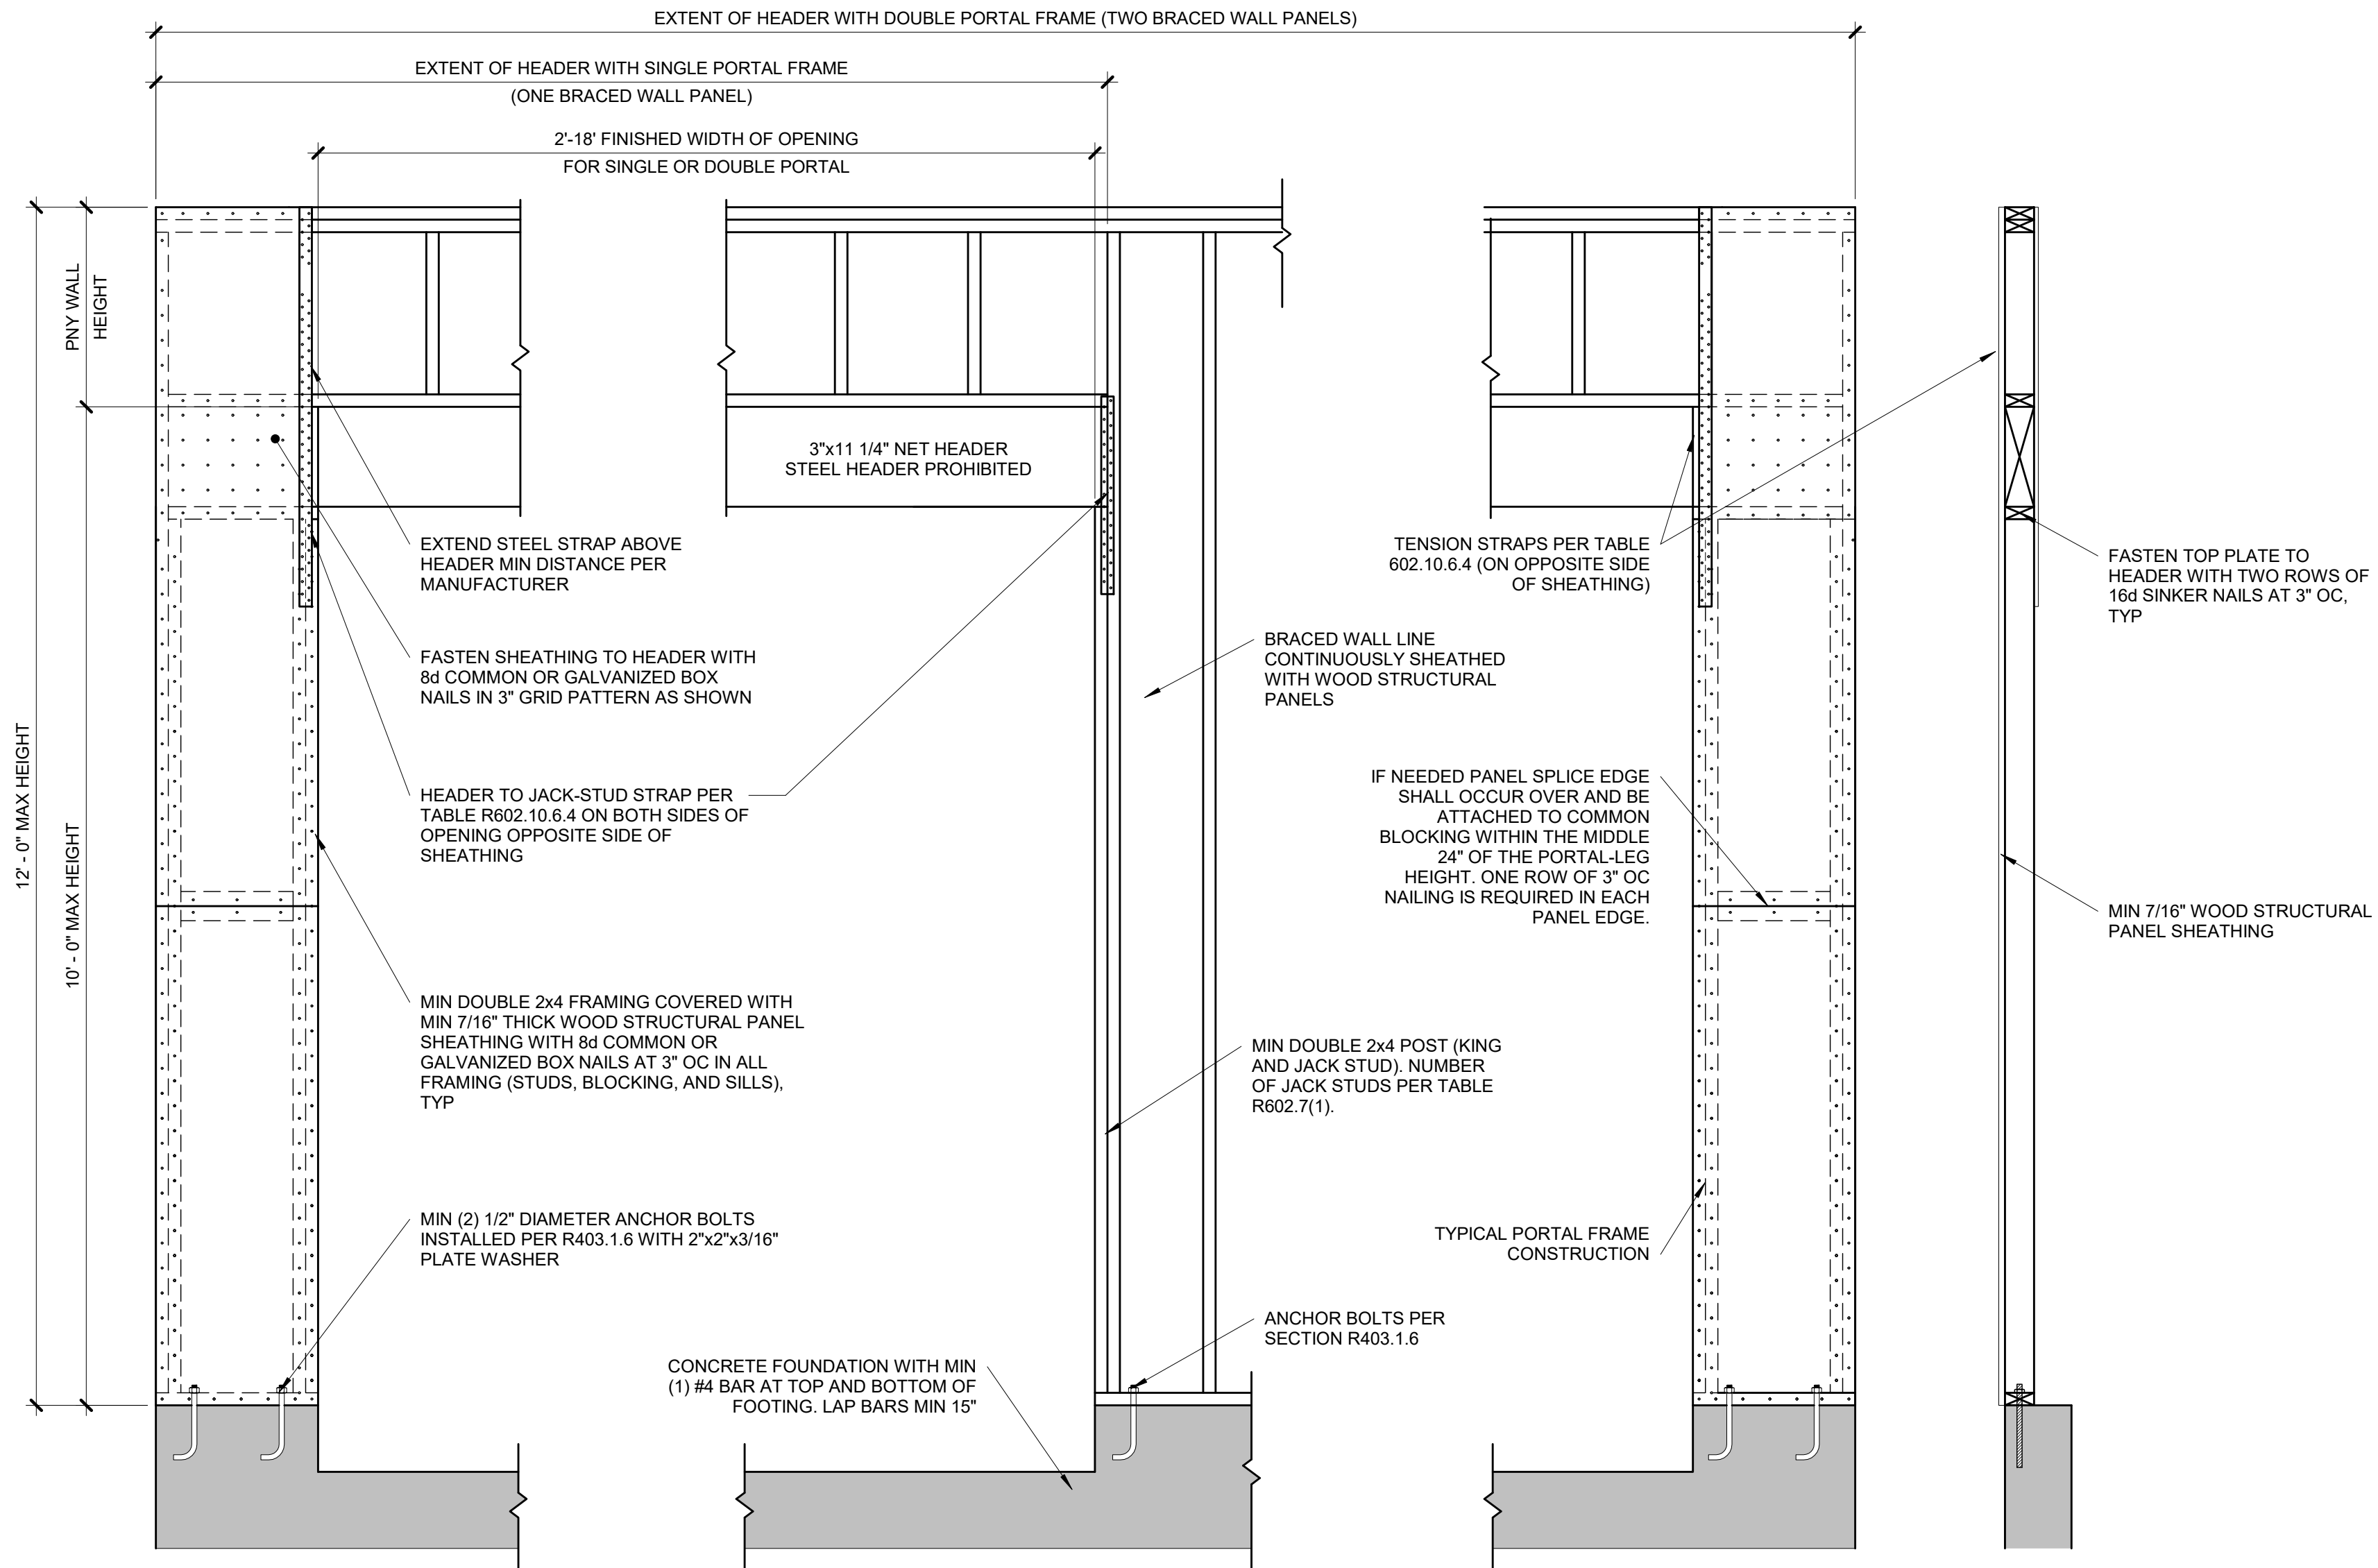 EXTENT OF HEADER WITH DOUBLE PORTAL FRAME (TWO BRACED WALL PANELS)
EXTENT OF HEADER WITH SINGLE PORTAL FRAME
(ONE BRACED WALL PANEL)
2'-18' FINISHED WIDTH OF OPENING
FOR SINGLE OR DOUBLE PORTAL
PNY WALL
HEIGHT
12' - 0" MAX HEIGHT
10' - 0" MAX HEIGHT
3"x11 1/4" NET HEADER
STEEL HEADER PROHIBITED
EXTEND STEEL STRAP ABOVE
HEADER MIN DISTANCE PER
MANUFACTURER
FASTEN SHEATHING TO HEADER WITH
8d COMMON OR GALVANIZED BOX
NAILS IN 3" GRID PATTERN AS SHOWN
HEADER TO JACK-STUD STRAP PER
TABLE R602.10.6.4 ON BOTH SIDES OF
OPENING OPPOSITE SIDE OF
SHEATHING
MIN DOUBLE 2x4 FRAMING COVERED WITH
MIN 7/16" THICK WOOD STRUCTURAL PANEL
SHEATHING WITH 8d COMMON OR
GALVANIZED BOX NAILS AT 3" OC IN ALL
FRAMING (STUDS, BLOCKING, AND SILLS),
TYP
MIN (2) 1/2" DIAMETER ANCHOR BOLTS
INSTALLED PER R403.1.6 WITH 2"x2"x3/16"
PLATE WASHER
CONCRETE FOUNDATION WITH MIN
(1) #4 BAR AT TOP AND BOTTOM OF
FOOTING. LAP BARS MIN 15"
BRACED WALL LINE
CONTINUOUSLY SHEATHED
WITH WOOD STRUCTURAL
PANELS
MIN DOUBLE 2x4 POST (KING
AND JACK STUD). NUMBER
OF JACK STUDS PER TABLE
R602.7(1).
ANCHOR BOLTS PER
SECTION R403.1.6
TENSION STRAPS PER TABLE
602.10.6.4 (ON OPPOSITE SIDE
OF SHEATHING)
IF NEEDED PANEL SPLICE EDGE
SHALL OCCUR OVER AND BE
ATTACHED TO COMMON
BLOCKING WITHIN THE MIDDLE
24" OF THE PORTAL-LEG
HEIGHT. ONE ROW OF 3" OC
NAILING IS REQUIRED IN EACH
PANEL EDGE.
TYPICAL PORTAL FRAME
CONSTRUCTION
FASTEN TOP PLATE TO
HEADER WITH TWO ROWS OF
16d SINKER NAILS AT 3" OC,
TYP
MIN 7/16" WOOD STRUCTURAL
PANEL SHEATHING